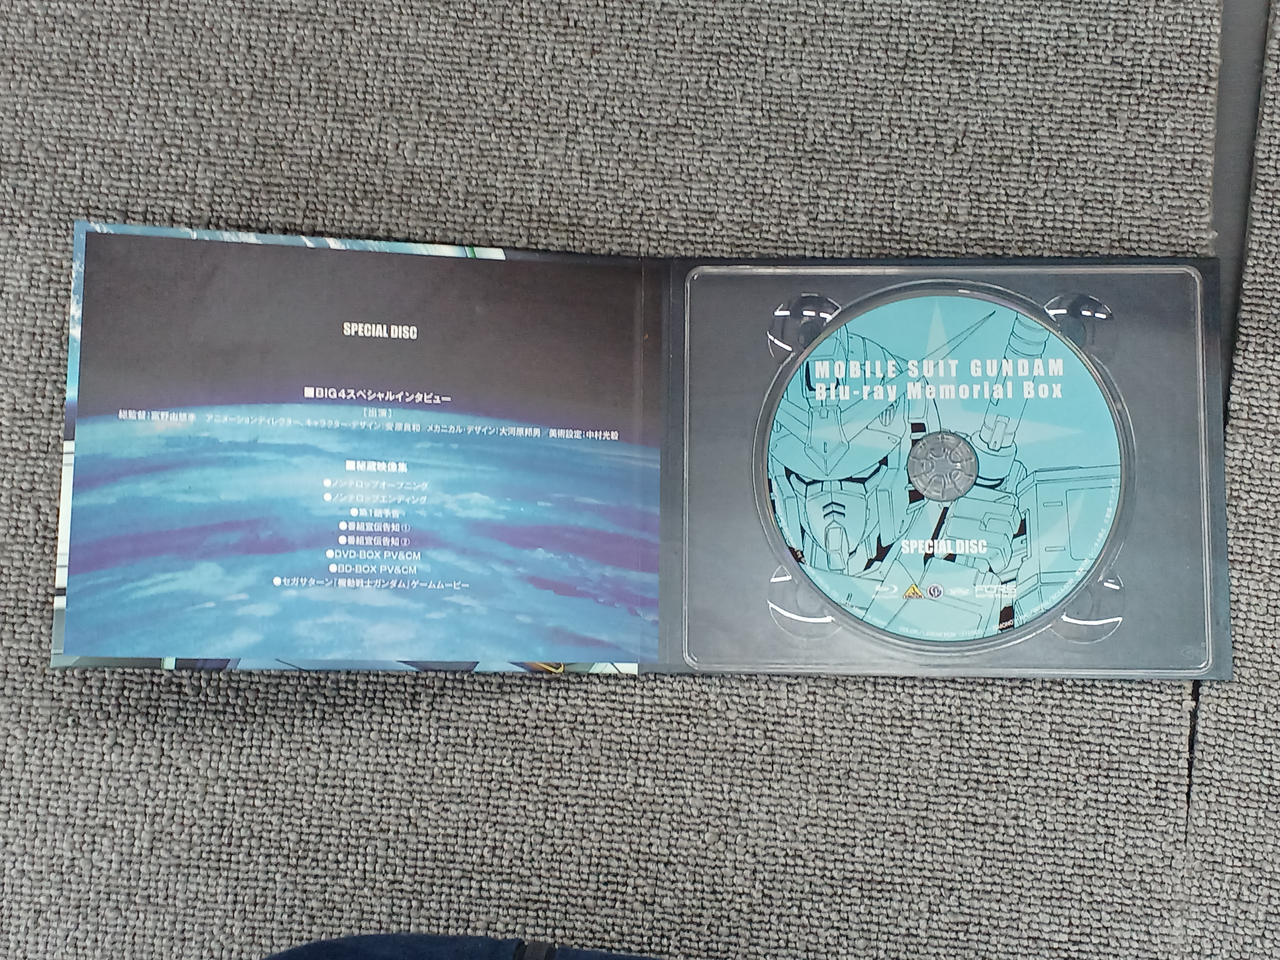 SPECIAL DISC
■BIG4スペシャルインタビュー
［出演］
総監督：富野由悠季　アニメーションディレクター、キャラクター・デザイン：安彦良和　メカニカル・デザイン：大河原邦男／美術設定：中村光毅
■秘蔵映像集
●ノンテロップオープニング
●ノンテロップエンディング
●第1話予告
●番組宣伝告知①
●番組宣伝告知②
●DVD-BOX PV&CM
●BD-BOX PV&CM
●セガサターン「機動戦士ガンダム」ゲームムービー
MOBILE SUIT GUNDAM
Blu-ray Memorial Box
SPECIAL DISC